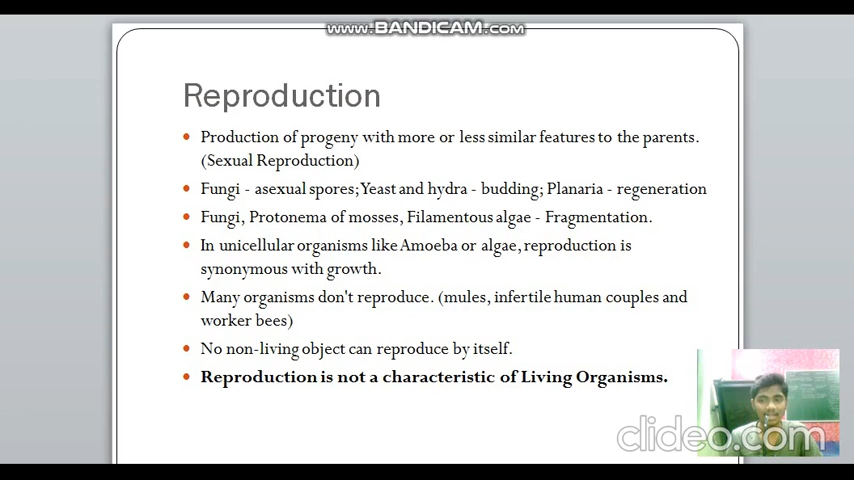 www.BANDICAM.com
Reproduction
Production of progeny with more or less similar features to the parents.
(Sexual Reproduction)
Fungi - asexual spores; Yeast and hydra - budding; Planaria - regeneration
Fungi, Protonema of mosses, Filamentous algae - Fragmentation.
In unicellular organisms like Amoeba or algae, reproduction is
synonymous with growth.
Many organisms don't reproduce. (mules, infertile human couples and
worker bees)
No non-living object can reproduce by itself.
Reproduction is not a characteristic of Living Organisms.
clideo.com